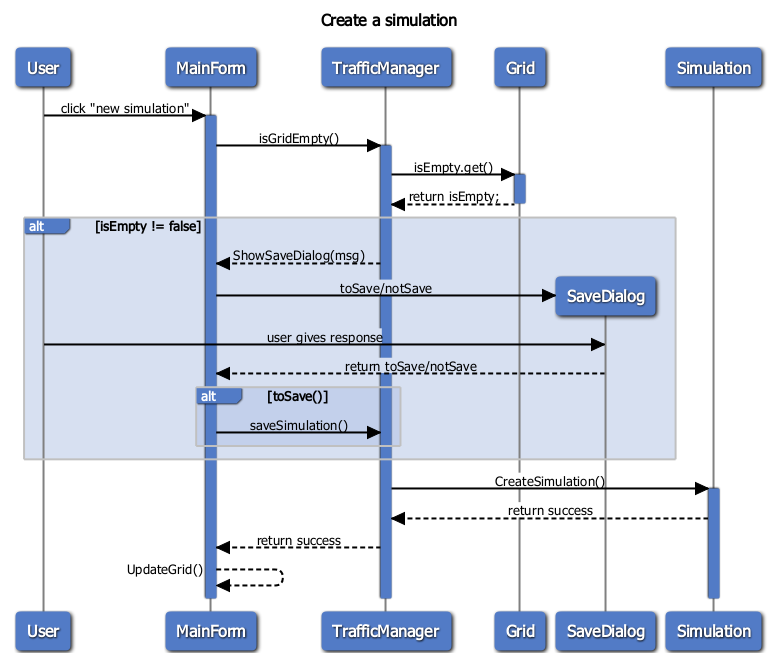 Create a simulation
User MainForm TrafficManager Grid Simulation
click "new simulation"
isGridEmpty()
isEmpty.get()
return isEmpty;
alt [isEmpty != false]
ShowSaveDialog(msg)
toSave/notSave
SaveDialog
user gives response
return toSave/notSave
alt [toSave()]
saveSimulation()
CreateSimulation()
return success
return success
UpdateGrid()
User MainForm TrafficManager Grid SaveDialog Simulation